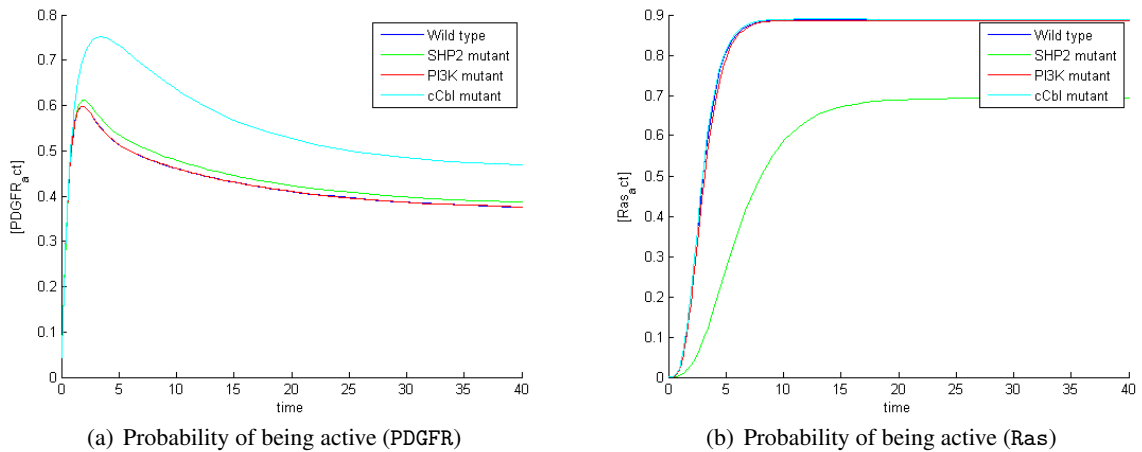 0.8
0.7
0.6
0.5
0.4
0.3
0.2
0.1
0
[PDGFR_act]
0 5 10 15 20 25 30 35 40
time
Wild type
SHP2 mutant
PI3K mutant
cCbl mutant
(a) Probability of being active (PDGFR)
0.9
0.8
0.7
0.6
0.5
0.4
0.3
0.2
0.1
0
[Ras_act]
0 5 10 15 20 25 30 35 40
time
Wild type
SHP2 mutant
PI3K mutant
cCbl mutant
(b) Probability of being active (Ras)